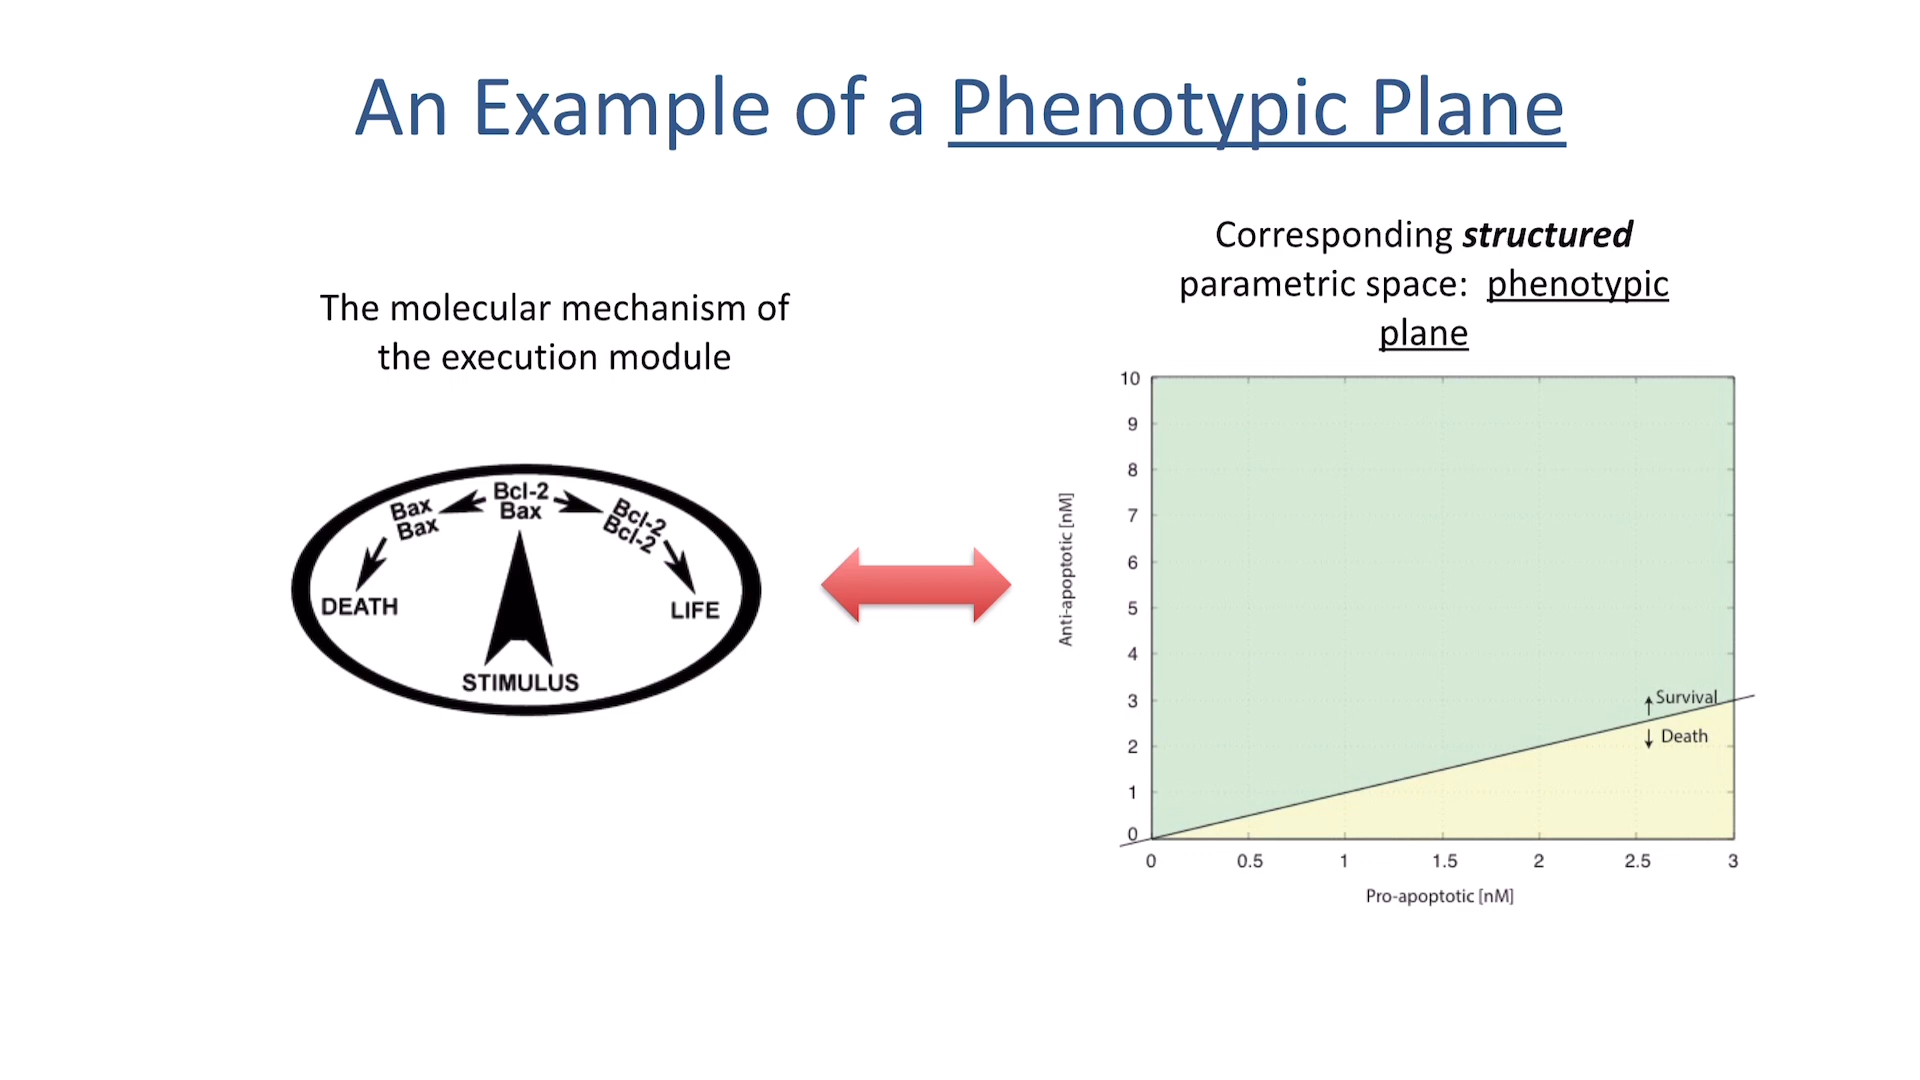 An Example of a Phenotypic Plane
The molecular mechanism of
the execution module
Bcl-2
Bax
Bax
Bax
Bcl-2
Bcl-2
DEATH
LIFE
STIMULUS
Corresponding structured
parametric space: phenotypic
plane
10
9
8
7
6
5
4
3
2
1
0
Anti-apoptotic [nM]
Survival
Death
0 0.5 1 1.5 2 2.5 3
Pro-apoptotic [nM]